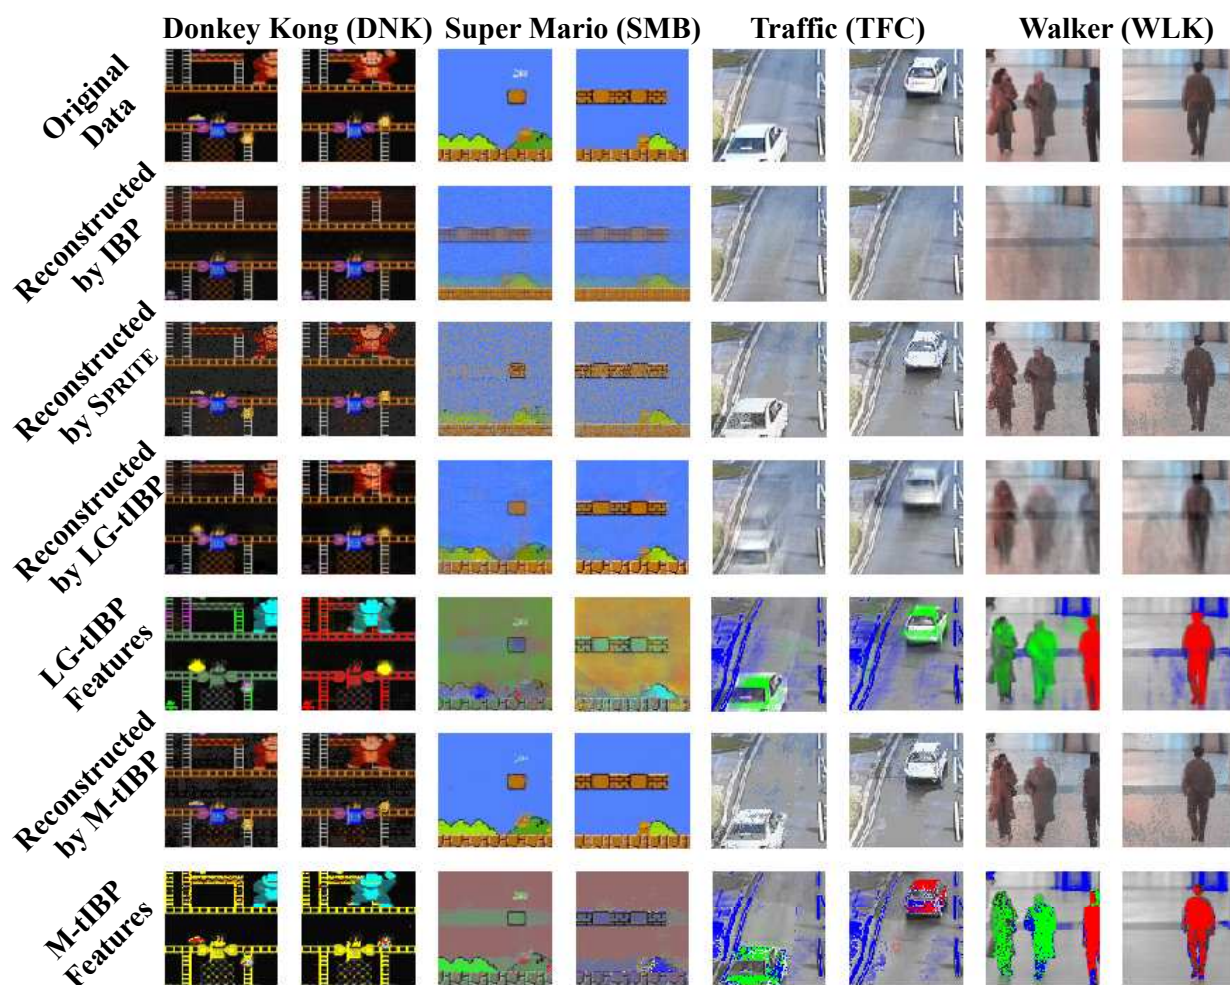 Donkey Kong (DNK) Super Mario (SMB) Traffic (TFC) Walker (WLK)
Original
Data
Reconstructed
by IBP
Reconstructed
by SPRITE
Reconstructed
by LG-tIBP
LG-tIBP
Features
Reconstructed
by M-tIBP
M-tIBP
Features